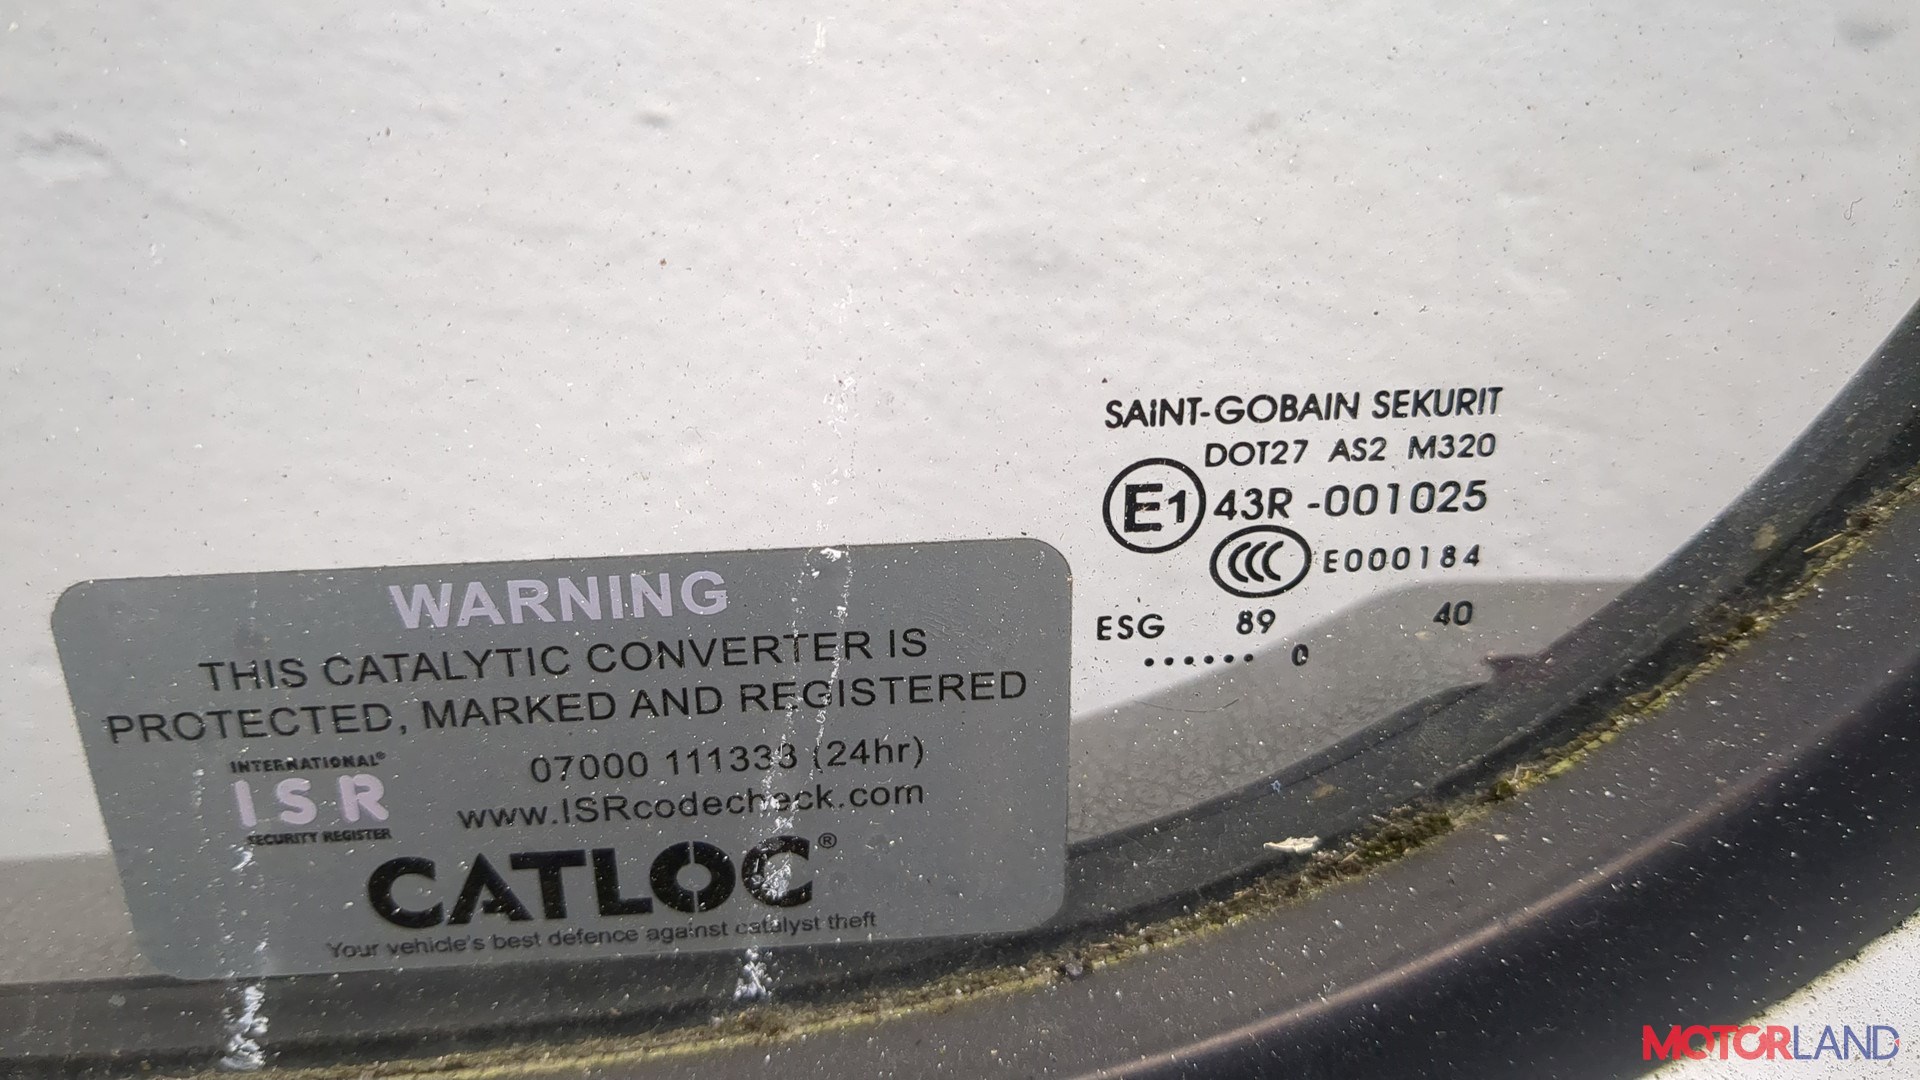 SAINT-GOBAIN SEKURIT
DOT27 AS2 M320
E1 43R -001025
CCC E000184
ESG 89 40
...... 0
WARNING
THIS CATALYTIC CONVERTER IS
PROTECTED, MARKED AND REGISTERED
INTERNATIONAL®
ISR
SECURITY REGISTER
07000 111333 (24hr)
www.ISRcodecheck.com
CATLOC®
Your vehicle's best defence against catalyst theft
MOTORLAND